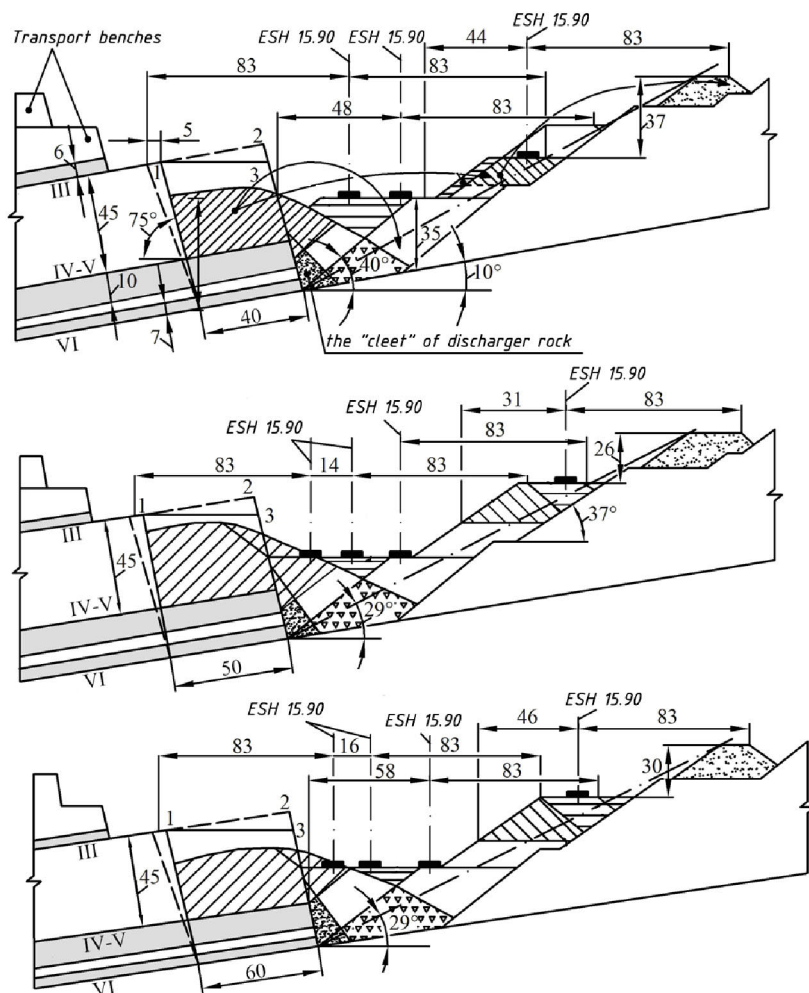 Transport benches
ESH 15.90
ESH 15.90
ESH 15.90
44
83
83
83
48
83
37
5
6
1
2
3
III
45
75°
IV-V
10
VI
7
40
40°
35
10°
the "cleet" of discharger rock
ESH 15.90
ESH 15.90
ESH 15.90
31
83
83
26
83
14
83
1
2
3
III
45
37°
IV-V
29°
VI
50
ESH 15.90
ESH 15.90
ESH 15.90
46
83
83
16
83
58
83
30
1
2
3
III
45
IV-V
29°
VI
60